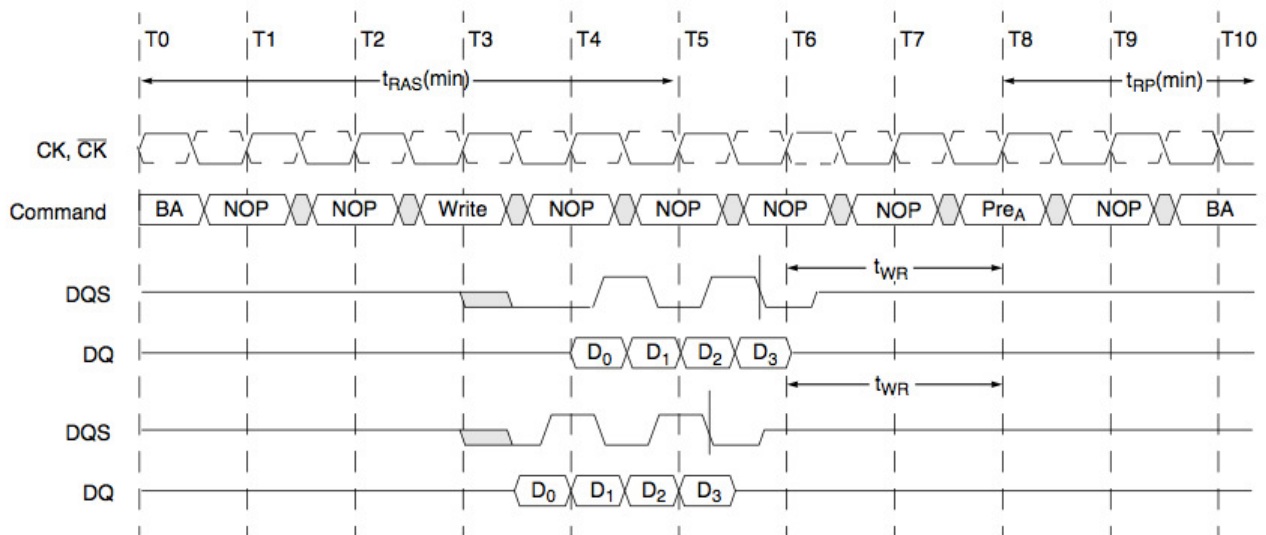 T0 T1 T2 T3 T4 T5 T6 T7 T8 T9 T10
tRAS(min) tRP(min)
CK, CK
Command BA NOP NOP Write NOP NOP NOP NOP PreA NOP BA
tWR
DQS
DQ D0 D1 D2 D3
tWR
DQS
DQ D0 D1 D2 D3